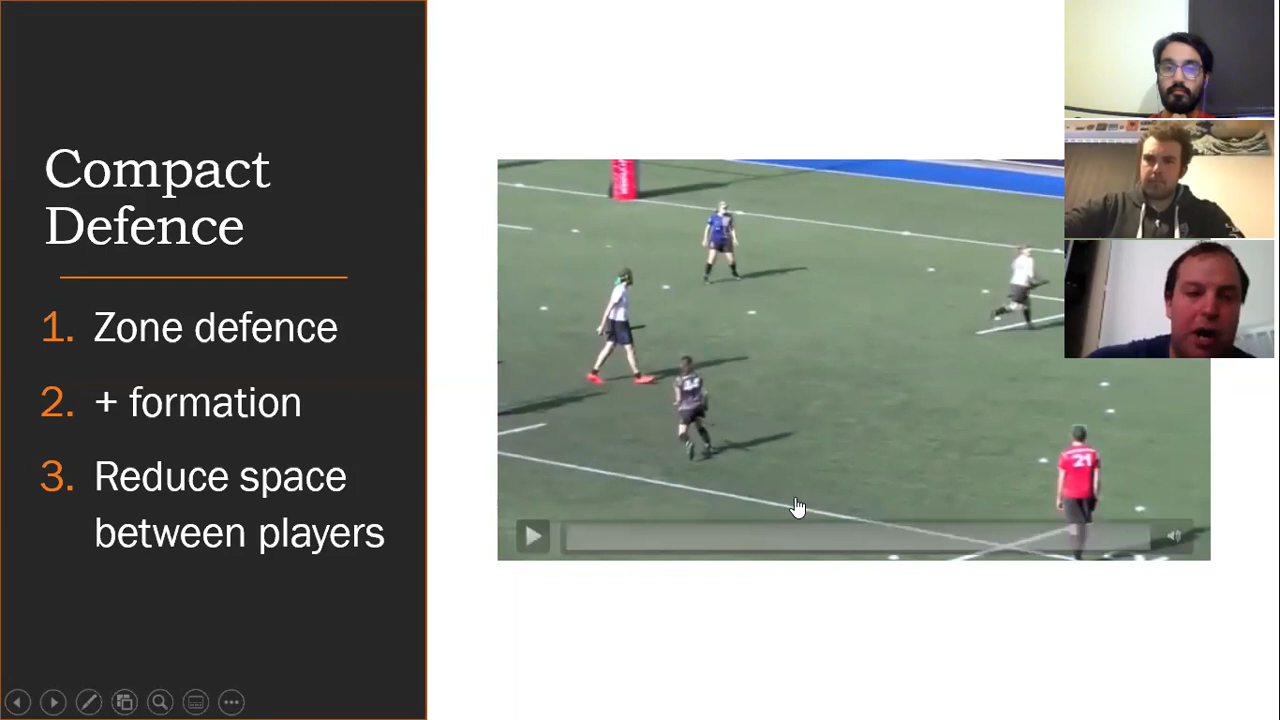 Compact
Defence
1. Zone defence
2. + formation
3. Reduce space
between players
21